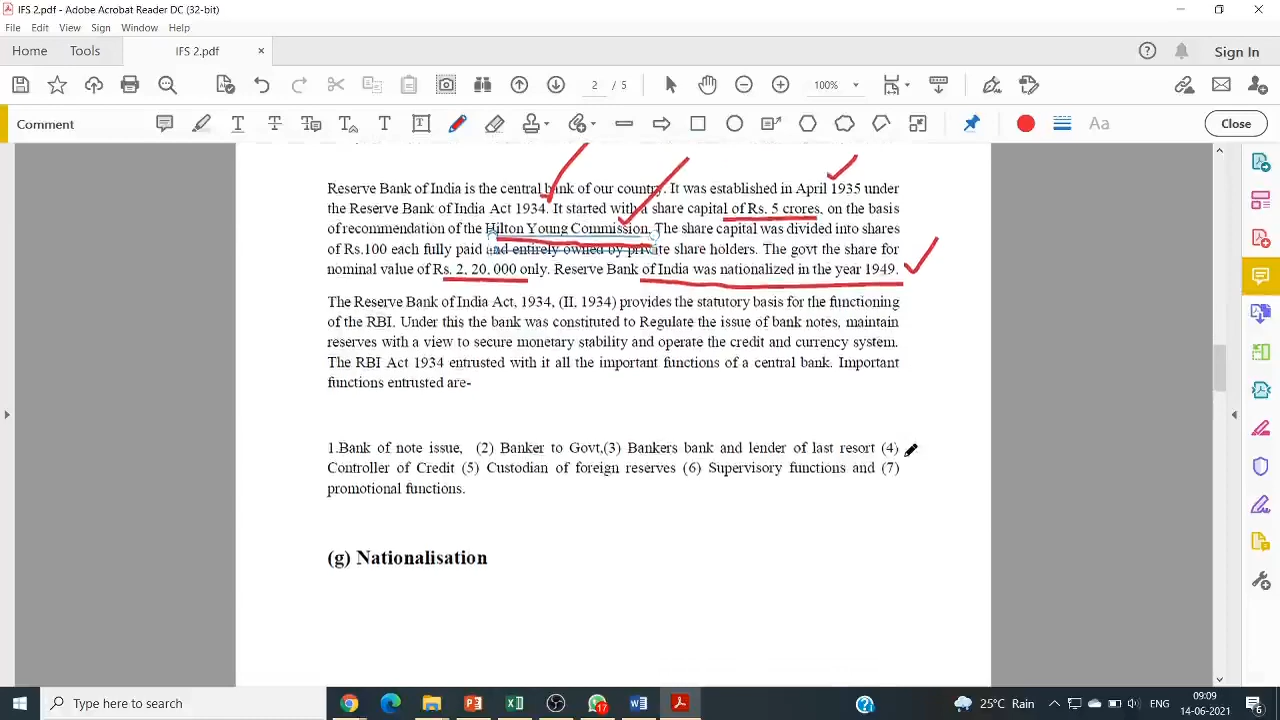 IFS 2.pdf - Adobe Acrobat Reader DC (32-bit)
File Edit View Sign Window Help
Home Tools IFS 2.pdf × Sign In
2 / 5 100%
Comment Aa Close
Reserve Bank of India is the central bank of our country. It was established in April 1935 under
the Reserve Bank of India Act 1934. It started with a share capital of Rs. 5 crores, on the basis
of recommendation of the Hilton Young Commission. The share capital was divided into shares
of Rs.100 each fully paid and entirely owned by private share holders. The govt the share for
nominal value of Rs. 2, 20, 000 only. Reserve Bank of India was nationalized in the year 1949.
The Reserve Bank of India Act, 1934, (II, 1934) provides the statutory basis for the functioning
of the RBI. Under this the bank was constituted to Regulate the issue of bank notes, maintain
reserves with a view to secure monetary stability and operate the credit and currency system.
The RBI Act 1934 entrusted with it all the important functions of a central bank. Important
functions entrusted are-
1.Bank of note issue, (2) Banker to Govt,(3) Bankers bank and lender of last resort (4)
Controller of Credit (5) Custodian of foreign reserves (6) Supervisory functions and (7)
promotional functions.
(g) Nationalisation
Type here to search 17 25°C Rain ENG 09:09
14-06-2021 6